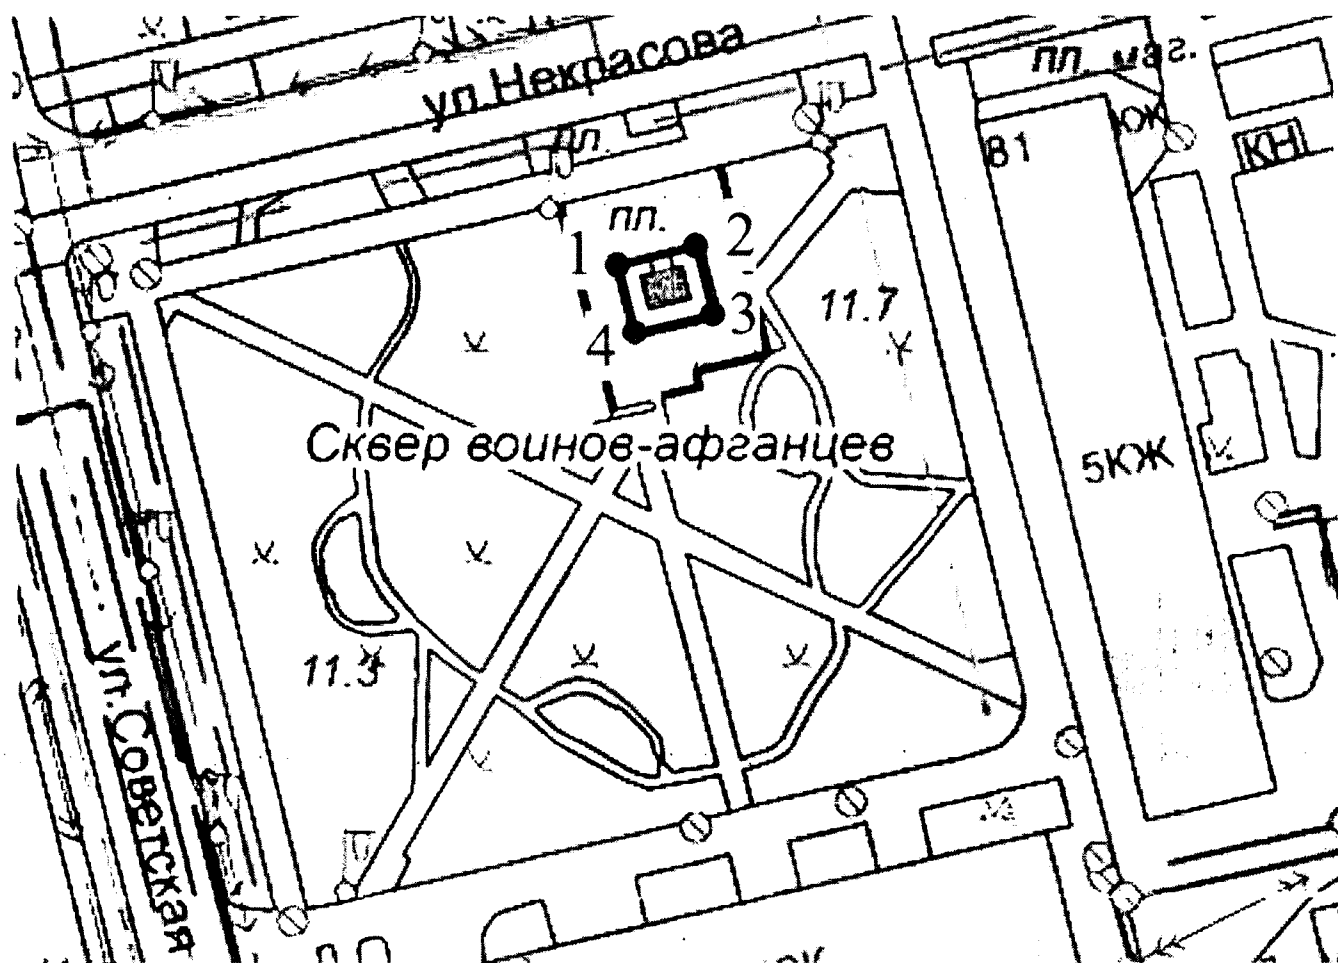 ул.Некрасова
пл. маг.
пл.
81
КЖ
КН
пл.
1
2
3
4
11.7
Сквер воинов-афганцев
5КЖ
11.3
ул.Советская